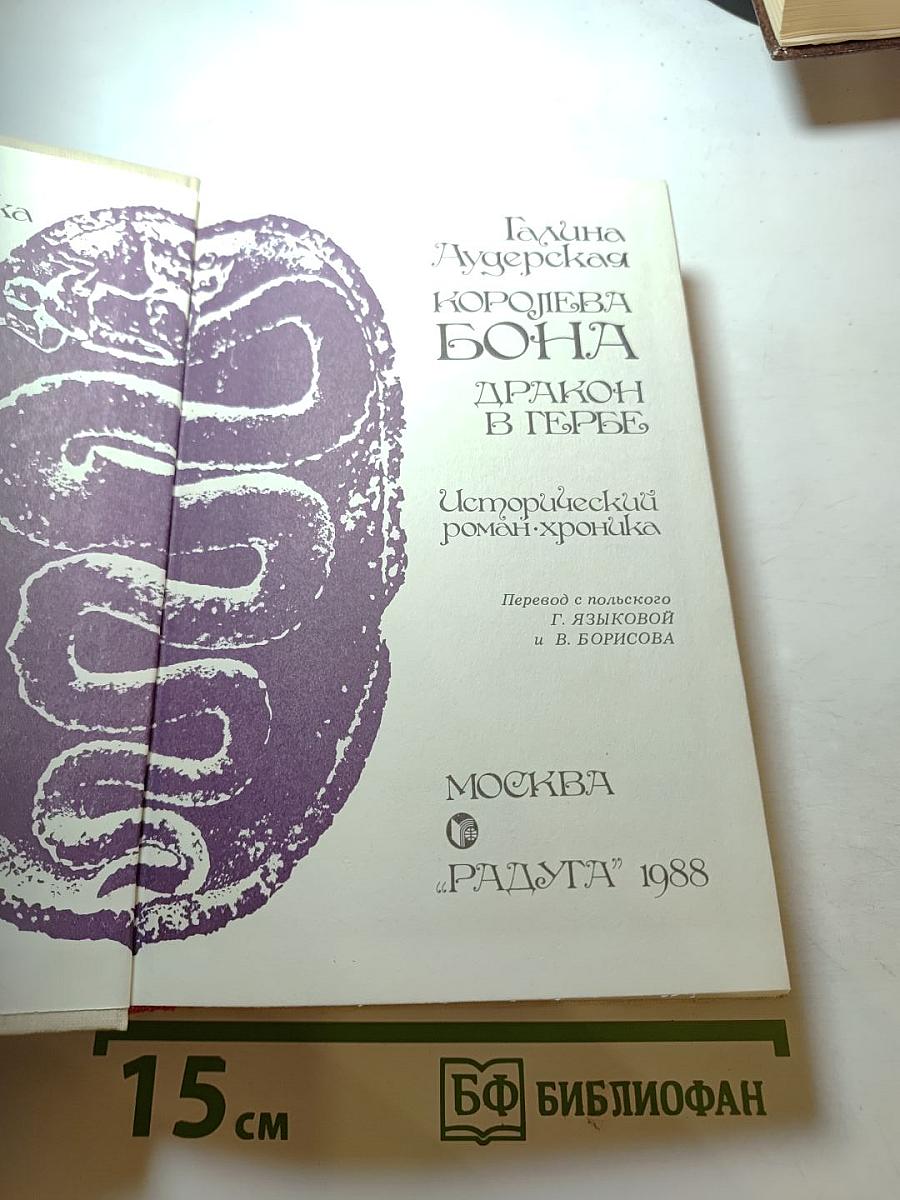 ка
Галина
Аудерская
КОРОЛЕВА
БОНА
ДРАКОН
В ГЕРБЕ
Исторический
роман·хроника
Перевод с польского
Г. ЯЗЫКОВОЙ
и В. БОРИСОВА
МОСКВА
„РАДУГА” 1988
15 см
БФ БИБЛИОФАН